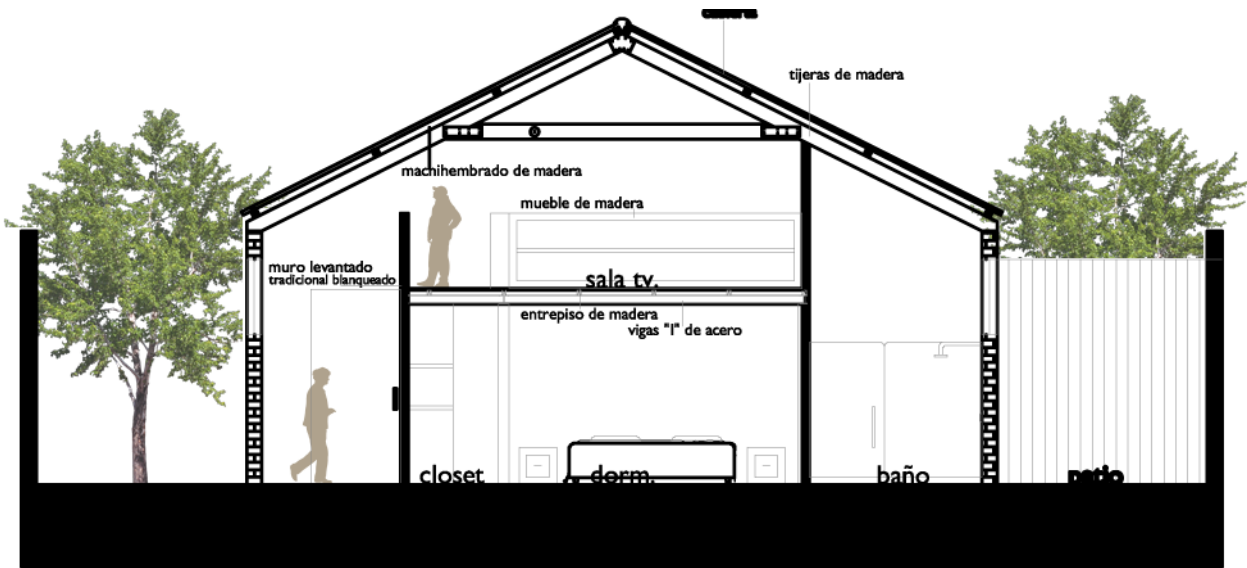 tijeras de madera
machihembrado de madera
mueble de madera
muro levantado
tradicional blanqueado
sala tv.
entrepiso de madera
vigas "I" de acero
closet
dorm.
baño
patio